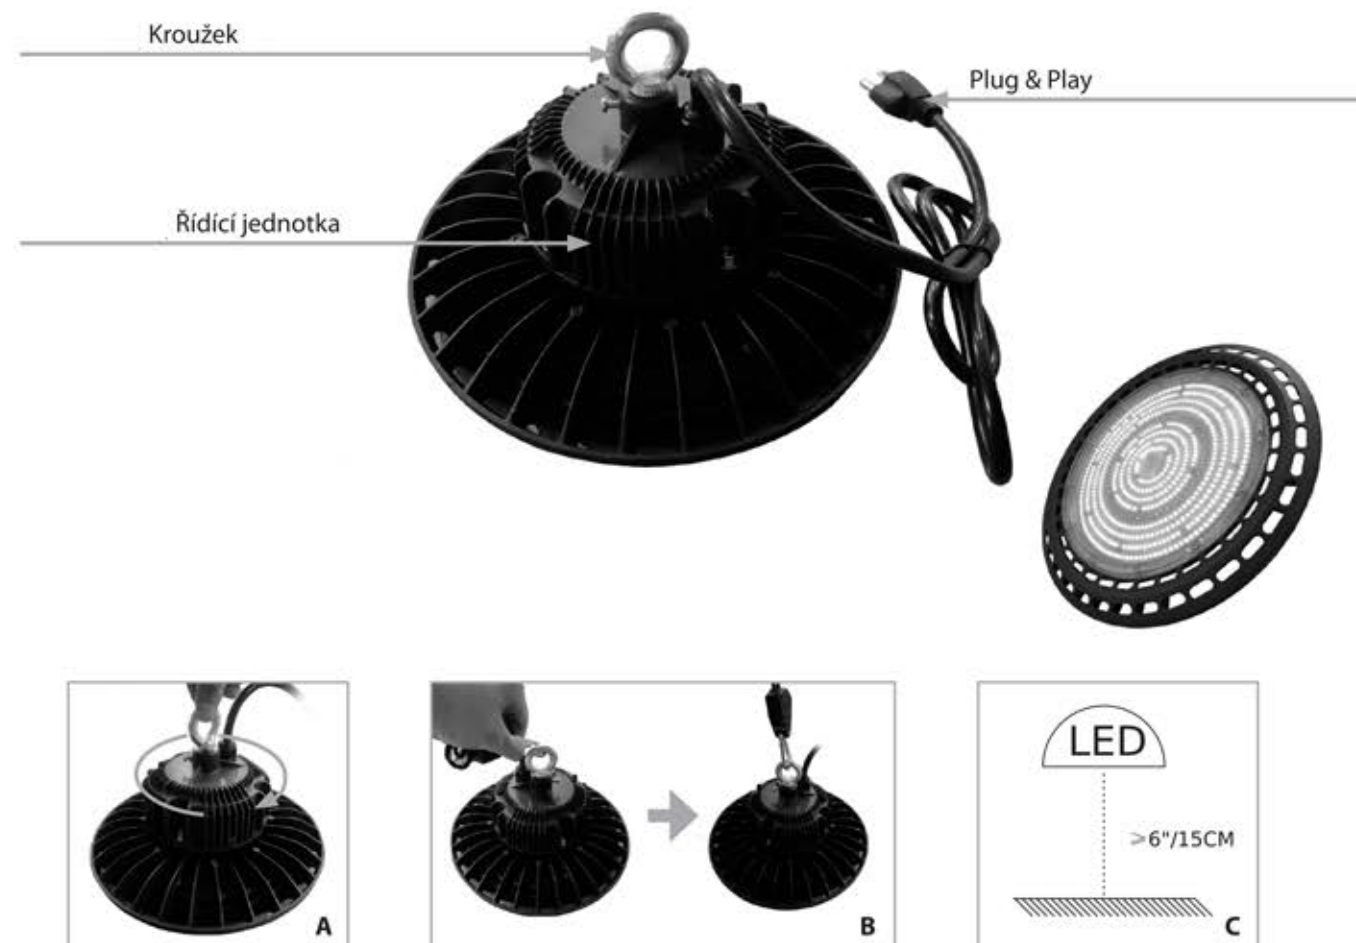 Kroužek
Plug & Play
Řídící jednotka
LED
≥6"/15CM
A
B
C